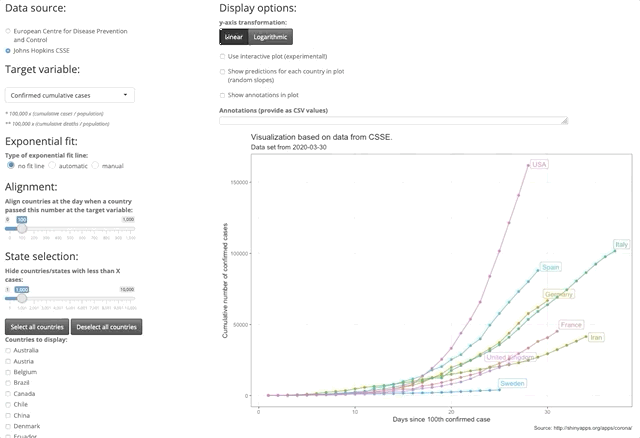 Data source:
European Centre for Disease Prevention
and Control
Johns Hopkins CSSE
Target variable:
Confirmed cumulative cases
* 100,000 x (cumulative cases / population)
** 100,000 x (cumulative deaths / population)
Exponential fit:
Type of exponential fit line:
no fit line automatic manual
Alignment:
Align countries at the day when a country
passed this number at the target variable:
0 100 1,000
State selection:
Hide countries/states with less than X
cases:
1 1,000 10,000
Select all countries Deselect all countries
Countries to display:
Australia
Austria
Belgium
Brazil
Canada
Chile
China
Denmark
Ecuador
Display options:
y-axis transformation:
Linear Logarithmic
Use interactive plot (experimental!)
Show predictions for each country in plot
(random slopes)
Show annotations in plot
Annotations (provide as CSV values)
Visualization based on data from CSSE.
Data set from 2020-03-30
Cumulative number of confirmed cases
150000
100000
50000
0
USA
Italy
Spain
Germany
France
Iran
United Kingdom
Sweden
0 10 20 30
Days since 100th confirmed case
Source: http://shinyapps.org/apps/corona/